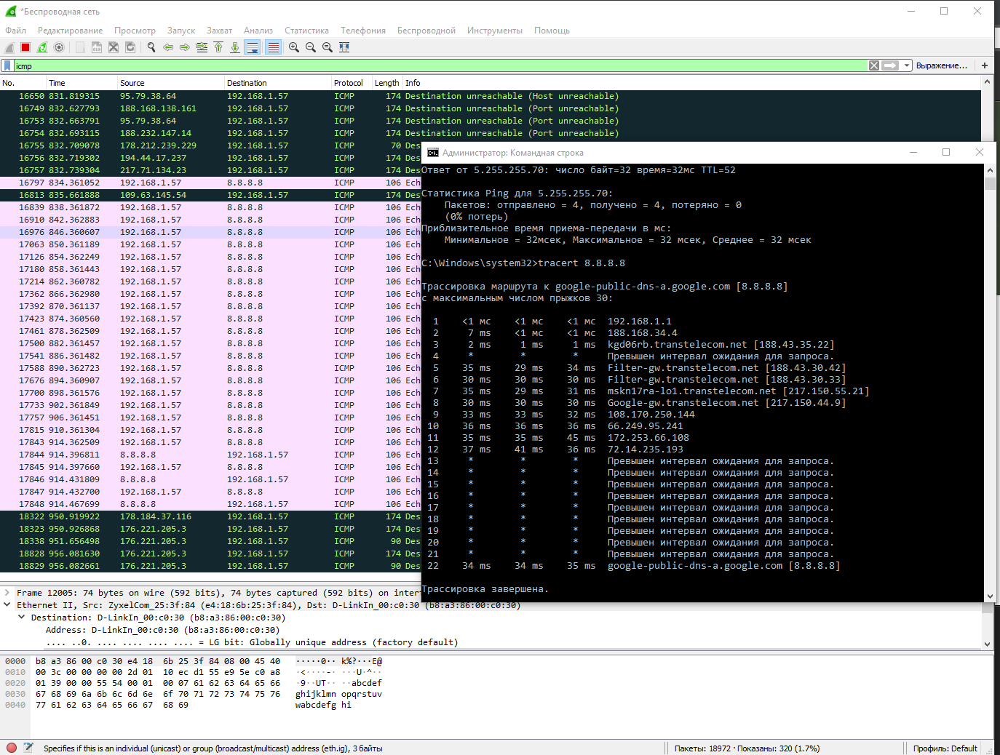 *Беспроводная сеть
Файл Редактирование Просмотр Запуск Захват Анализ Статистика Телефония Беспроводной Инструменты Помощь
icmp Выражение... +
No. Time Source Destination Protocol Length Info
16650 831.819315 95.79.38.64 192.168.1.57 ICMP 174 Destination unreachable (Host unreachable)
16749 832.627793 188.168.138.161 192.168.1.57 ICMP 174 Destination unreachable (Port unreachable)
16753 832.663791 95.79.38.64 192.168.1.57 ICMP 174 Destination unreachable (Port unreachable)
16754 832.693115 188.232.147.14 192.168.1.57 ICMP 174 Destination unreachable (Port unreachable)
16755 832.709078 178.212.239.229 192.168.1.57 ICMP 70 Des
16756 832.719302 194.44.17.237 192.168.1.57 ICMP 174 Des
16757 832.739304 217.71.134.23 192.168.1.57 ICMP 174 Des
16797 834.361052 192.168.1.57 8.8.8.8 ICMP 106 Ech
16813 835.661888 109.63.145.54 192.168.1.57 ICMP 174 Des
16839 838.361872 192.168.1.57 8.8.8.8 ICMP 106 Ech
16910 842.362883 192.168.1.57 8.8.8.8 ICMP 106 Ech
16976 846.360607 192.168.1.57 8.8.8.8 ICMP 106 Ech
17063 850.361189 192.168.1.57 8.8.8.8 ICMP 106 Ech
17126 854.362249 192.168.1.57 8.8.8.8 ICMP 106 Ech
17180 858.361443 192.168.1.57 8.8.8.8 ICMP 106 Ech
17214 862.360782 192.168.1.57 8.8.8.8 ICMP 106 Ech
17362 866.362980 192.168.1.57 8.8.8.8 ICMP 106 Ech
17392 870.361137 192.168.1.57 8.8.8.8 ICMP 106 Ech
17423 874.360560 192.168.1.57 8.8.8.8 ICMP 106 Ech
17461 878.362509 192.168.1.57 8.8.8.8 ICMP 106 Ech
17500 882.361457 192.168.1.57 8.8.8.8 ICMP 106 Ech
17541 886.361482 192.168.1.57 8.8.8.8 ICMP 106 Ech
17588 890.362723 192.168.1.57 8.8.8.8 ICMP 106 Ech
17676 894.360907 192.168.1.57 8.8.8.8 ICMP 106 Ech
17700 898.361576 192.168.1.57 8.8.8.8 ICMP 106 Ech
17733 902.361849 192.168.1.57 8.8.8.8 ICMP 106 Ech
17757 906.361451 192.168.1.57 8.8.8.8 ICMP 106 Ech
17815 910.361304 192.168.1.57 8.8.8.8 ICMP 106 Ech
17843 914.362509 192.168.1.57 8.8.8.8 ICMP 106 Ech
17844 914.396811 8.8.8.8 192.168.1.57 ICMP 106 Ech
17845 914.397660 192.168.1.57 8.8.8.8 ICMP 106 Ech
17846 914.431809 8.8.8.8 192.168.1.57 ICMP 106 Ech
17847 914.432700 192.168.1.57 8.8.8.8 ICMP 106 Ech
17848 914.467699 8.8.8.8 192.168.1.57 ICMP 106 Ech
18322 950.919922 178.184.37.116 192.168.1.57 ICMP 174 Des
18323 950.926868 176.221.205.3 192.168.1.57 ICMP 174 Des
18338 951.656498 176.221.205.3 192.168.1.57 ICMP 90 Des
18828 956.081630 176.221.205.3 192.168.1.57 ICMP 174 Des
18829 956.082661 176.221.205.3 192.168.1.57 ICMP 90 Des
Администратор: Командная строка
Ответ от 5.255.255.70: число байт=32 время=32мс TTL=52
Статистика Ping для 5.255.255.70:
Пакетов: отправлено = 4, получено = 4, потеряно = 0
(0% потерь)
Приблизительное время приема-передачи в мс:
Минимальное = 32мсек, Максимальное = 32 мсек, Среднее = 32 мсек
C:\Windows\system32>tracert 8.8.8.8
Трассировка маршрута к google-public-dns-a.google.com [8.8.8.8]
с максимальным числом прыжков 30:
1 <1 мс <1 мс <1 мс 192.168.1.1
2 7 ms <1 мс <1 мс 188.168.34.4
3 2 ms 1 ms 1 ms kgd06rb.transtelecom.net [188.43.35.22]
4 * * * Превышен интервал ожидания для запроса.
5 35 ms 29 ms 34 ms Filter-gw.transtelecom.net [188.43.30.42]
6 30 ms 30 ms 30 ms Filter-gw.transtelecom.net [188.43.30.33]
7 35 ms 29 ms 31 ms mskn17ra-lo1.transtelecom.net [217.150.55.21]
8 30 ms 30 ms 30 ms Google-gw.transtelecom.net [217.150.44.9]
9 33 ms 33 ms 32 ms 108.170.250.144
10 36 ms 36 ms 36 ms 66.249.95.241
11 35 ms 35 ms 45 ms 172.253.66.108
12 37 ms 41 ms 36 ms 72.14.235.193
13 * * * Превышен интервал ожидания для запроса.
14 * * * Превышен интервал ожидания для запроса.
15 * * * Превышен интервал ожидания для запроса.
16 * * * Превышен интервал ожидания для запроса.
17 * * * Превышен интервал ожидания для запроса.
18 * * * Превышен интервал ожидания для запроса.
19 * * * Превышен интервал ожидания для запроса.
20 * * * Превышен интервал ожидания для запроса.
21 * * * Превышен интервал ожидания для запроса.
22 34 ms 34 ms 35 ms google-public-dns-a.google.com [8.8.8.8]
Трассировка завершена.
Frame 12005: 74 bytes on wire (592 bits), 74 bytes captured (592 bits) on inter
Ethernet II, Src: ZyxelCom_25:3f:84 (e4:18:6b:25:3f:84), Dst: D-LinkIn_00:c0:30 (b8:a3:86:00:c0:30)
Destination: D-LinkIn_00:c0:30 (b8:a3:86:00:c0:30)
Address: D-LinkIn_00:c0:30 (b8:a3:86:00:c0:30)
.... ..0. .... .... .... .... = LG bit: Globally unique address (factory default)
0000 b8 a3 86 00 c0 30 e4 18 6b 25 3f 84 08 00 45 40 ·····0·· k%?···E@
0010 00 3c 00 00 00 00 2d 01 10 ec d1 55 e9 5e c0 a8 ·<····-· ···U·^··
0020 01 39 00 00 55 54 00 01 00 07 61 62 63 64 65 66 ·9··UT·· ··abcdef
0030 67 68 69 6a 6b 6c 6d 6e 6f 70 71 72 73 74 75 76 ghijklmn opqrstuv
0040 77 61 62 63 64 65 66 67 68 69 wabcdefg hi
Specifies if this is an individual (unicast) or group (broadcast/multicast) address (eth.ig), 3 байты Пакеты: 18972 · Показаны: 320 (1.7%) Профиль: Default